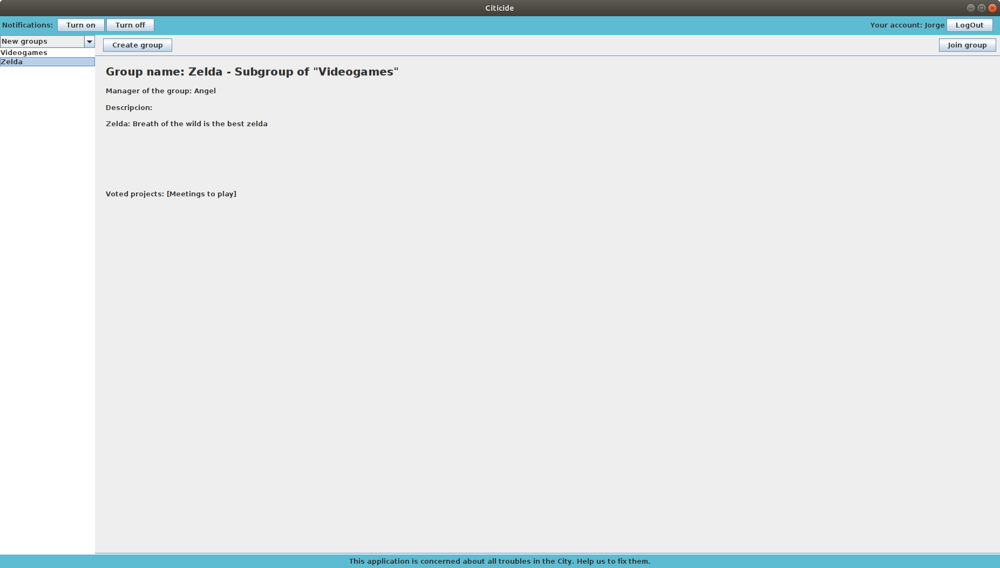 Citicide
Notifications: Turn on Turn off Your account: Jorge LogOut
New groups Create group Join group
Videogames
Zelda
Group name: Zelda - Subgroup of "Videogames"
Manager of the group: Angel
Descripcion:
Zelda: Breath of the wild is the best zelda
Voted projects: [Meetings to play]
This application is concerned about all troubles in the City. Help us to fix them.